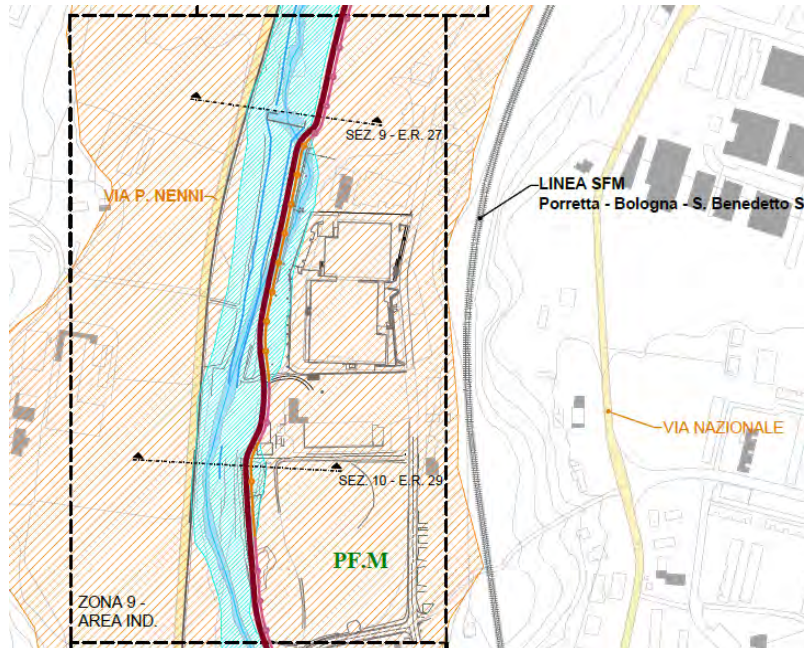 SEZ. 9 - E.R. 27
VIA P. NENNI
LINEA SFM
Porretta - Bologna - S. Benedetto S
VIA NAZIONALE
SEZ. 10 - E.R. 29
PF.M
ZONA 9 -
AREA IND.